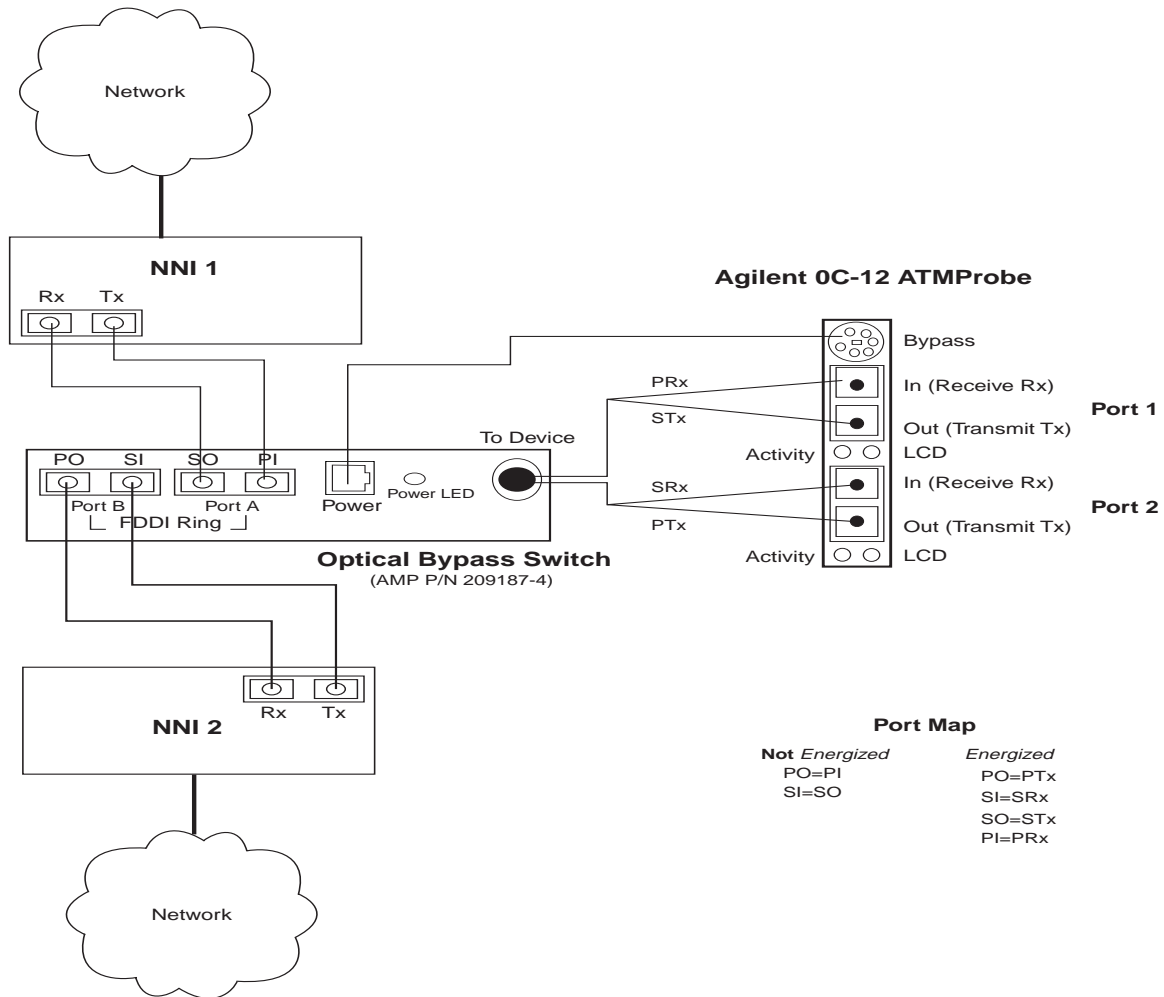 Network
NNI 1
Rx Tx
Agilent 0C-12 ATMProbe
Bypass
PRx
In (Receive Rx)
Port 1
STx
Out (Transmit Tx)
Activity
LCD
To Device
PO SI SO PI
Port B
Port A
FDDI Ring
Power
Power LED
SRx
In (Receive Rx)
Port 2
PTx
Out (Transmit Tx)
Activity
LCD
Optical Bypass Switch
(AMP P/N 209187-4)
Rx Tx
NNI 2
Network
Port Map
Not Energized
PO=PI
SI=SO
Energized
PO=PTx
SI=SRx
SO=STx
PI=PRx